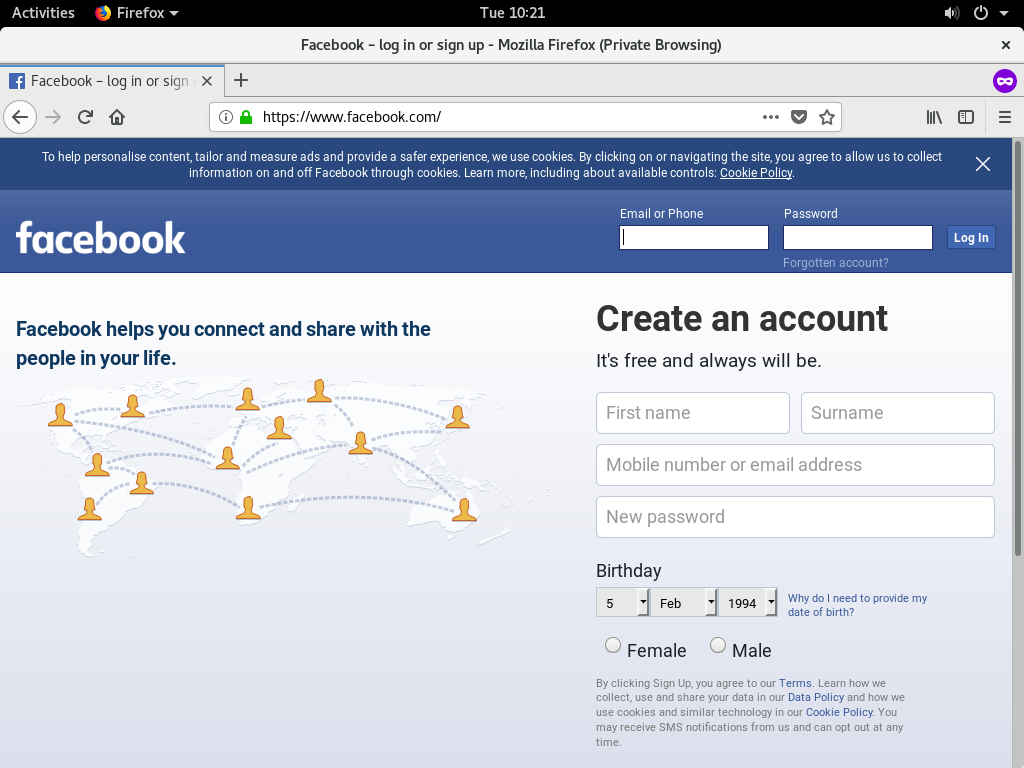 Activities Firefox Tue 10:21
Facebook – log in or sign up - Mozilla Firefox (Private Browsing)
Facebook – log in or sign
https://www.facebook.com/
To help personalise content, tailor and measure ads and provide a safer experience, we use cookies. By clicking on or navigating the site, you agree to allow us to collect
information on and off Facebook through cookies. Learn more, including about available controls: Cookie Policy.
facebook
Email or Phone Password
Log In
Forgotten account?
Facebook helps you connect and share with the
people in your life.
Create an account
It's free and always will be.
First name Surname
Mobile number or email address
New password
Birthday
5 Feb 1994
Why do I need to provide my
date of birth?
Female Male
By clicking Sign Up, you agree to our Terms. Learn how we
collect, use and share your data in our Data Policy and how we
use cookies and similar technology in our Cookie Policy. You
may receive SMS notifications from us and can opt out at any
time.